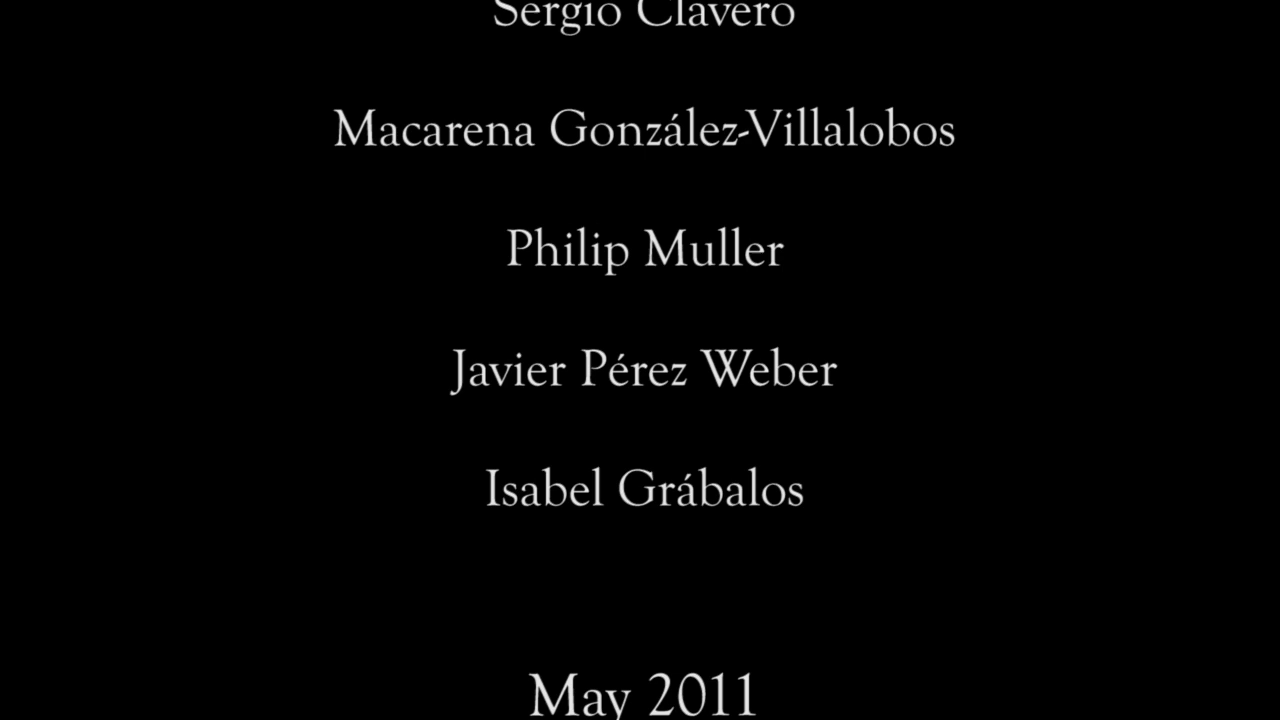 Sergio Clavero
Macarena González-Villalobos
Philip Muller
Javier Pérez Weber
Isabel Grábalos
May 2011